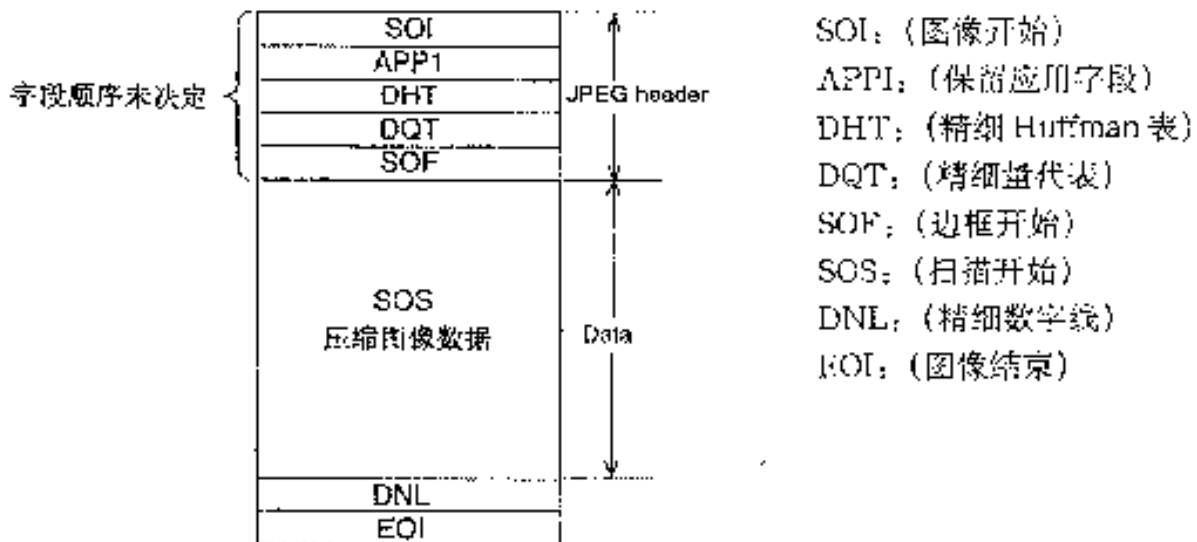 SOI
APP1
DHT
DQT
SOF
字段顺序未决定
JPEG header
SOS
压缩图像数据
Data
DNL
EOI
SOI:（图像开始）
APPI:（保留应用字段）
DHT:（精细 Huffman 表）
DQT:（精细盘代表）
SOF:（边框开始）
SOS:（扫描开始）
DNL:（精细数字线）
EOI:（图像结束）